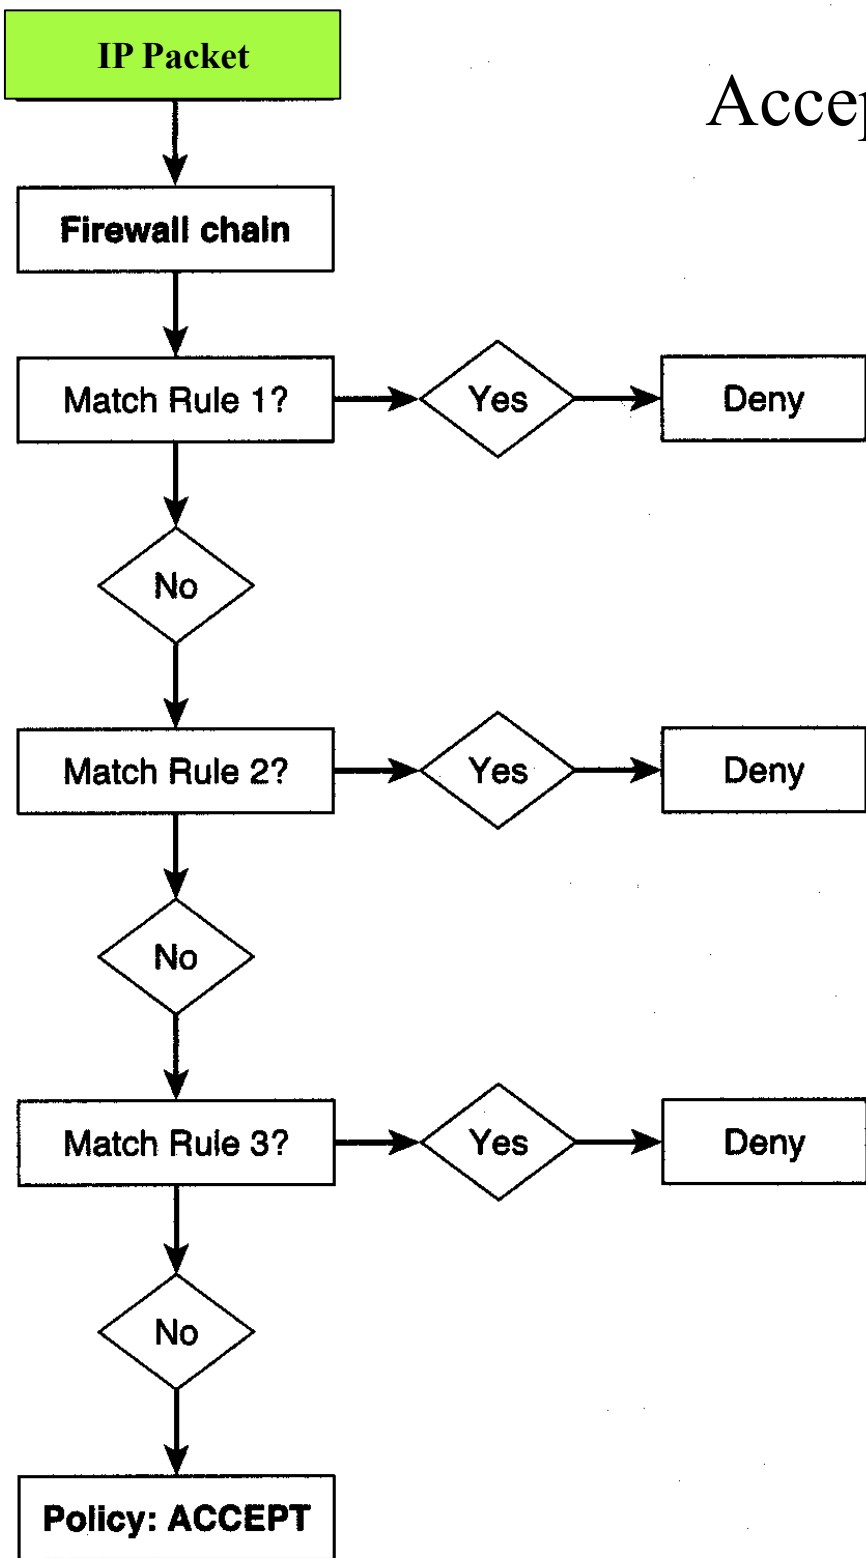 IP Packet
Firewall chain
Match Rule 1?
Yes
Deny
No
Match Rule 2?
Yes
Deny
No
Match Rule 3?
Yes
Deny
No
Policy: ACCEPT